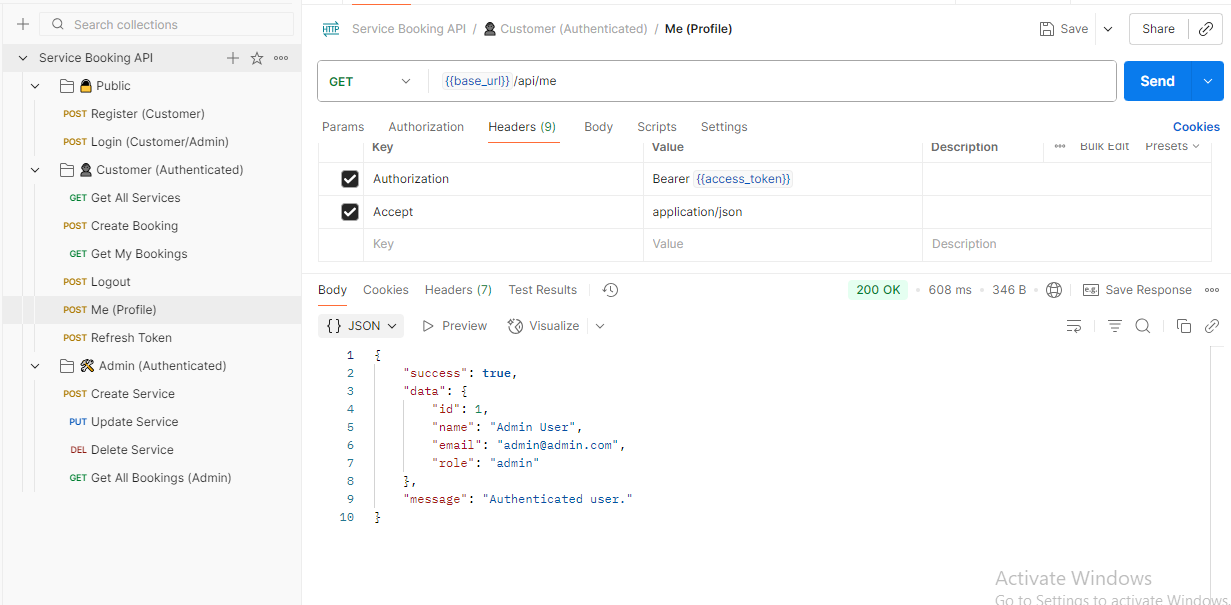 Search collections
Service Booking API
Public
POST Register (Customer)
POST Login (Customer/Admin)
Customer (Authenticated)
GET Get All Services
POST Create Booking
GET Get My Bookings
POST Logout
POST Me (Profile)
POST Refresh Token
Admin (Authenticated)
POST Create Service
PUT Update Service
DEL Delete Service
GET Get All Bookings (Admin)
HTTP Service Booking API / Customer (Authenticated) / Me (Profile)
Save
Share
GET {{base_url}} /api/me
Send
Params Authorization Headers (9) Body Scripts Settings
Cookies
Key Value Description Bulk Edit Presets
Authorization Bearer {{access_token}}
Accept application/json
Key Value Description
Body Cookies Headers (7) Test Results
200 OK • 608 ms • 346 B • e.g. Save Response
{} JSON Preview Visualize
1 {
2 "success": true,
3 "data": {
4 "id": 1,
5 "name": "Admin User",
6 "email": "admin@admin.com",
7 "role": "admin"
8 },
9 "message": "Authenticated user."
10 }
Activate Windows
Go to Settings to activate Windows.